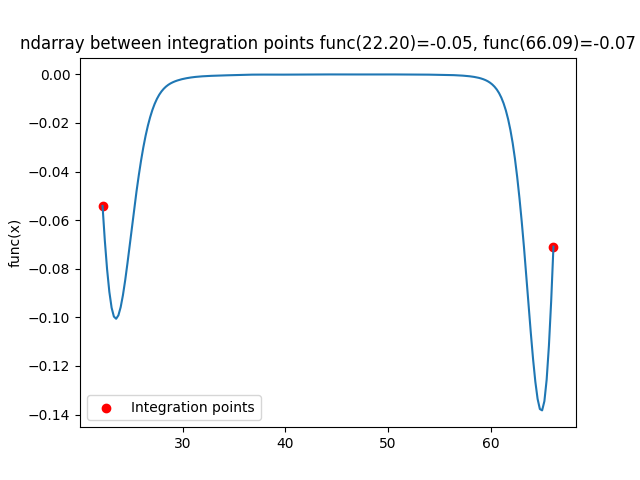 ndarray between integration points func(22.20)=-0.05, func(66.09)=-0.07
0.00
−0.02
−0.04
−0.06
−0.08
−0.10
−0.12
−0.14
func(x)
Integration points
30 40 50 60